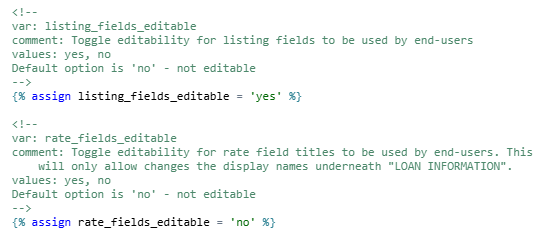 <!--
var: listing_fields_editable
comment: Toggle editability for listing fields to be used by end-users
values: yes, no
Default option is 'no' - not editable
-->
{% assign listing_fields_editable = 'yes' %}
<!--
var: rate_fields_editable
comment: Toggle editability for rate field titles to be used by end-users. This
will only allow changes the display names underneath "LOAN INFORMATION".
values: yes, no
Default option is 'no' - not editable
-->
{% assign rate_fields_editable = 'no' %}